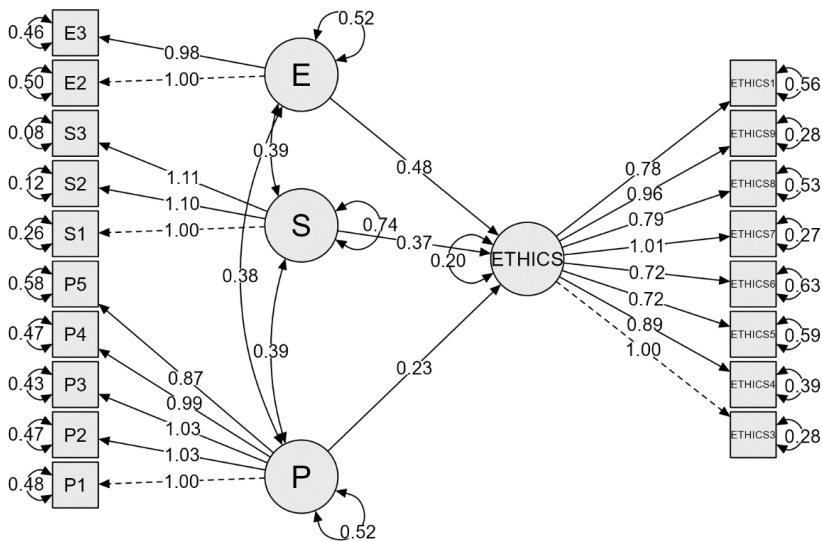 0.46 E3
0.98
0.50 E2
1.00
0.08 S3
1.11
0.12 S2
1.10
0.26 S1
1.00
0.58 P5
0.87
0.47 P4
0.99
0.43 P3
1.03
0.47 P2
1.03
0.48 P1
1.00
E
0.52
0.39
S
0.74
0.38
0.39
P
0.52
0.48
0.37
0.23
0.20
ETHICS
0.78
ETHICS1 0.56
0.96
ETHICS9 0.28
0.79
ETHICS8 0.53
1.01
ETHICS7 0.27
0.72
ETHICS6 0.63
0.72
ETHICS5 0.59
0.89
ETHICS4 0.39
1.00
ETHICS3 0.28